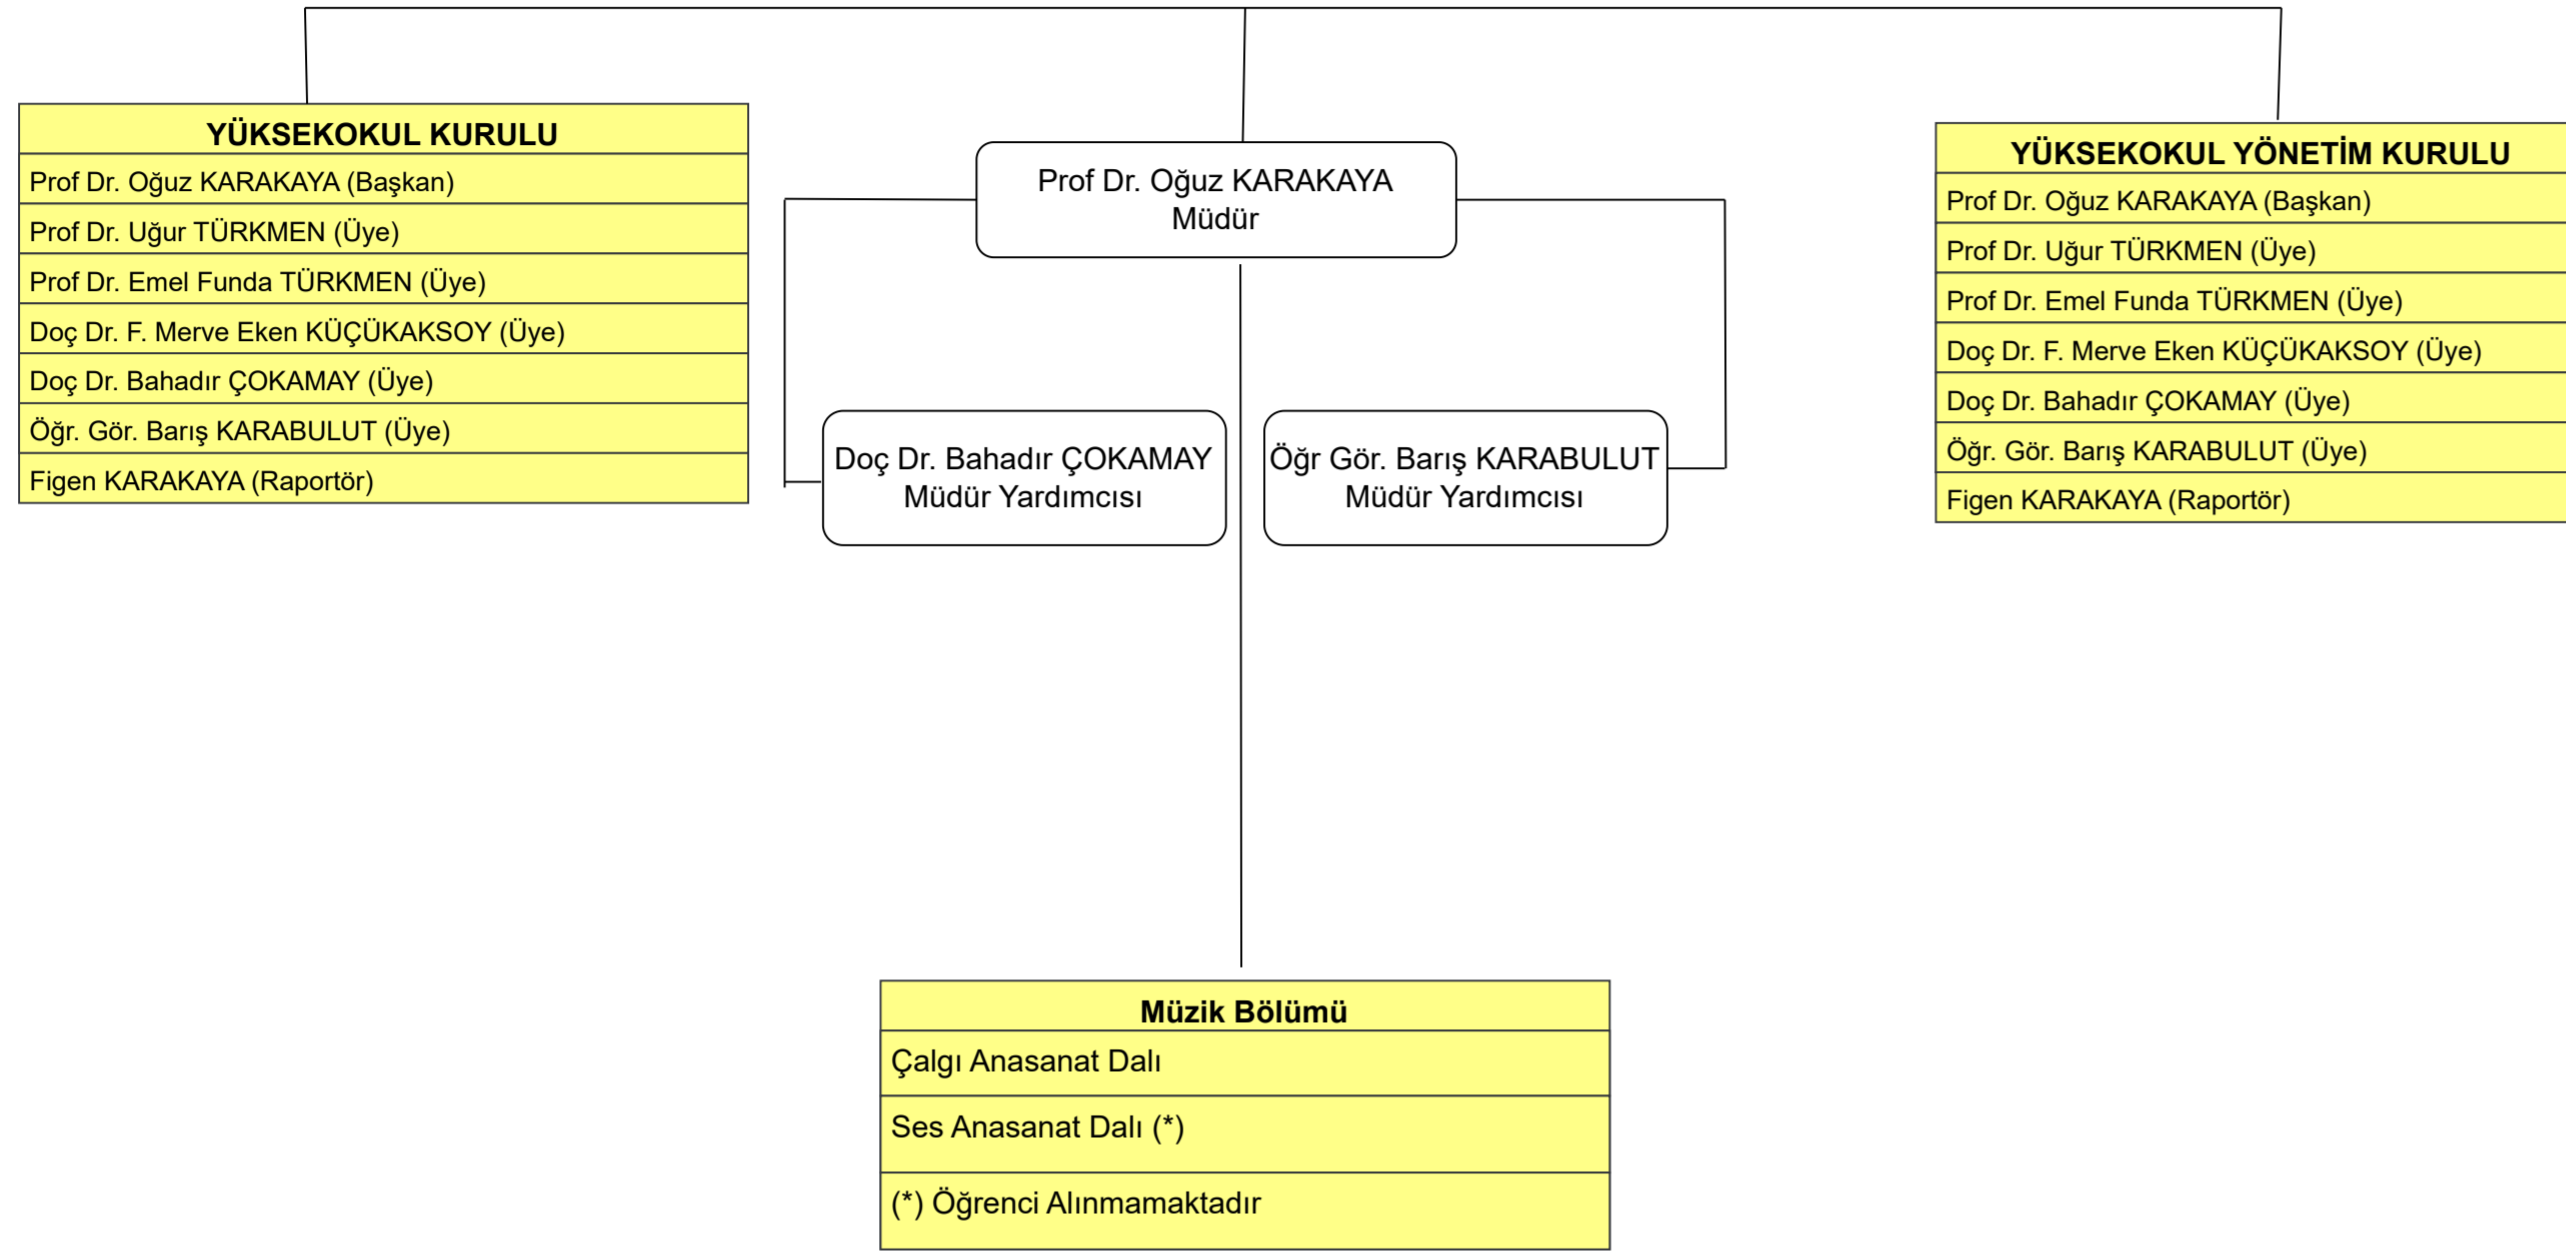 YÜKSEKOKUL KURULU
Prof Dr. Oğuz KARAKAYA (Başkan)
Prof Dr. Uğur TÜRKMEN (Üye)
Prof Dr. Emel Funda TÜRKMEN (Üye)
Doç Dr. F. Merve Eken KÜÇÜKAKSOY (Üye)
Doç Dr. Bahadır ÇOKAMAY (Üye)
Öğr. Gör. Barış KARABULUT (Üye)
Figen KARAKAYA (Raportör)
Prof Dr. Oğuz KARAKAYA
Müdür
Doç Dr. Bahadır ÇOKAMAY
Müdür Yardımcısı
Öğr Gör. Barış KARABULUT
Müdür Yardımcısı
YÜKSEKOKUL YÖNETİM KURULU
Prof Dr. Oğuz KARAKAYA (Başkan)
Prof Dr. Uğur TÜRKMEN (Üye)
Prof Dr. Emel Funda TÜRKMEN (Üye)
Doç Dr. F. Merve Eken KÜÇÜKAKSOY (Üye)
Doç Dr. Bahadır ÇOKAMAY (Üye)
Öğr. Gör. Barış KARABULUT (Üye)
Figen KARAKAYA (Raportör)
Müzik Bölümü
Çalgı Anasanat Dalı
Ses Anasanat Dalı (*)
(*) Öğrenci Alınmamaktadır